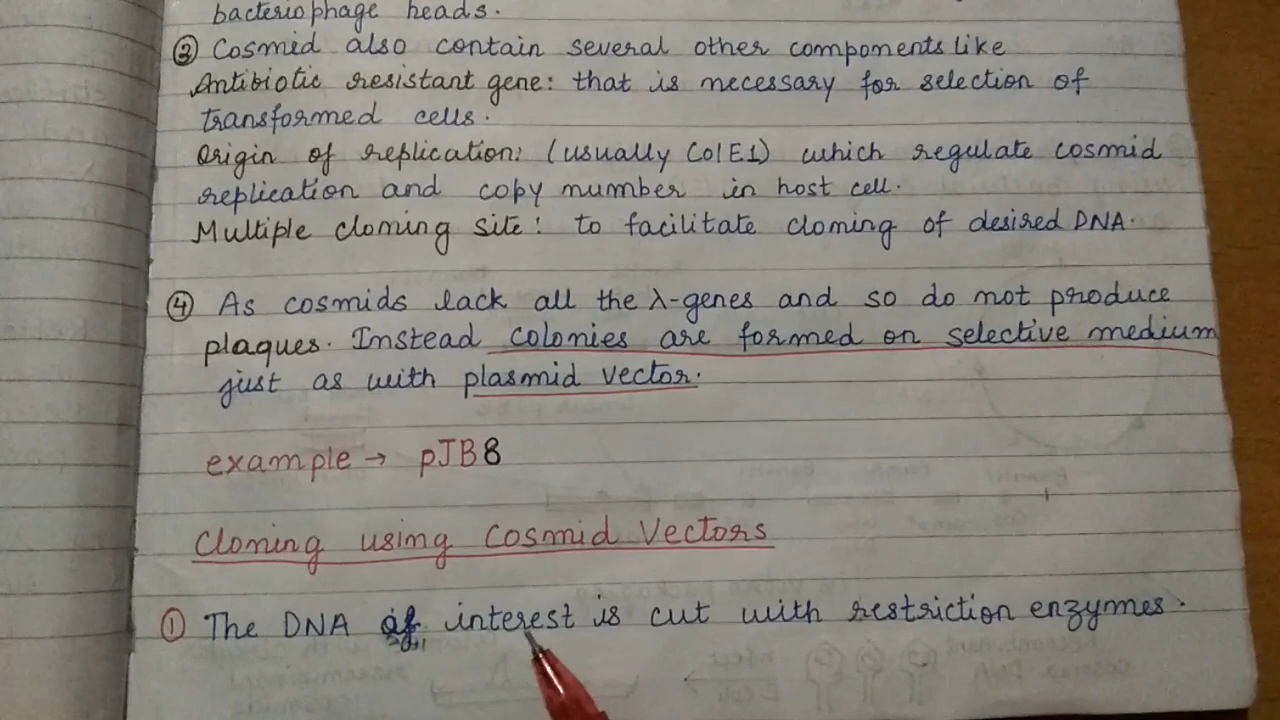 bacteriophage heads.
③ Cosmid also contain several other components like
Antibiotic resistant gene: that is necessary for selection of
transformed cells.
Origin of replication: (usually ColE1) which regulate cosmid
replication and copy number in host cell.
Multiple cloning site: to facilitate cloning of desired DNA.
④ As cosmids lack all the λ-genes and so do not produce
plaques. Instead colonies are formed on selective medium
just as with plasmid vector.
example → pJB8
Cloning using Cosmid Vectors
① The DNA of interest is cut with restriction enzymes.